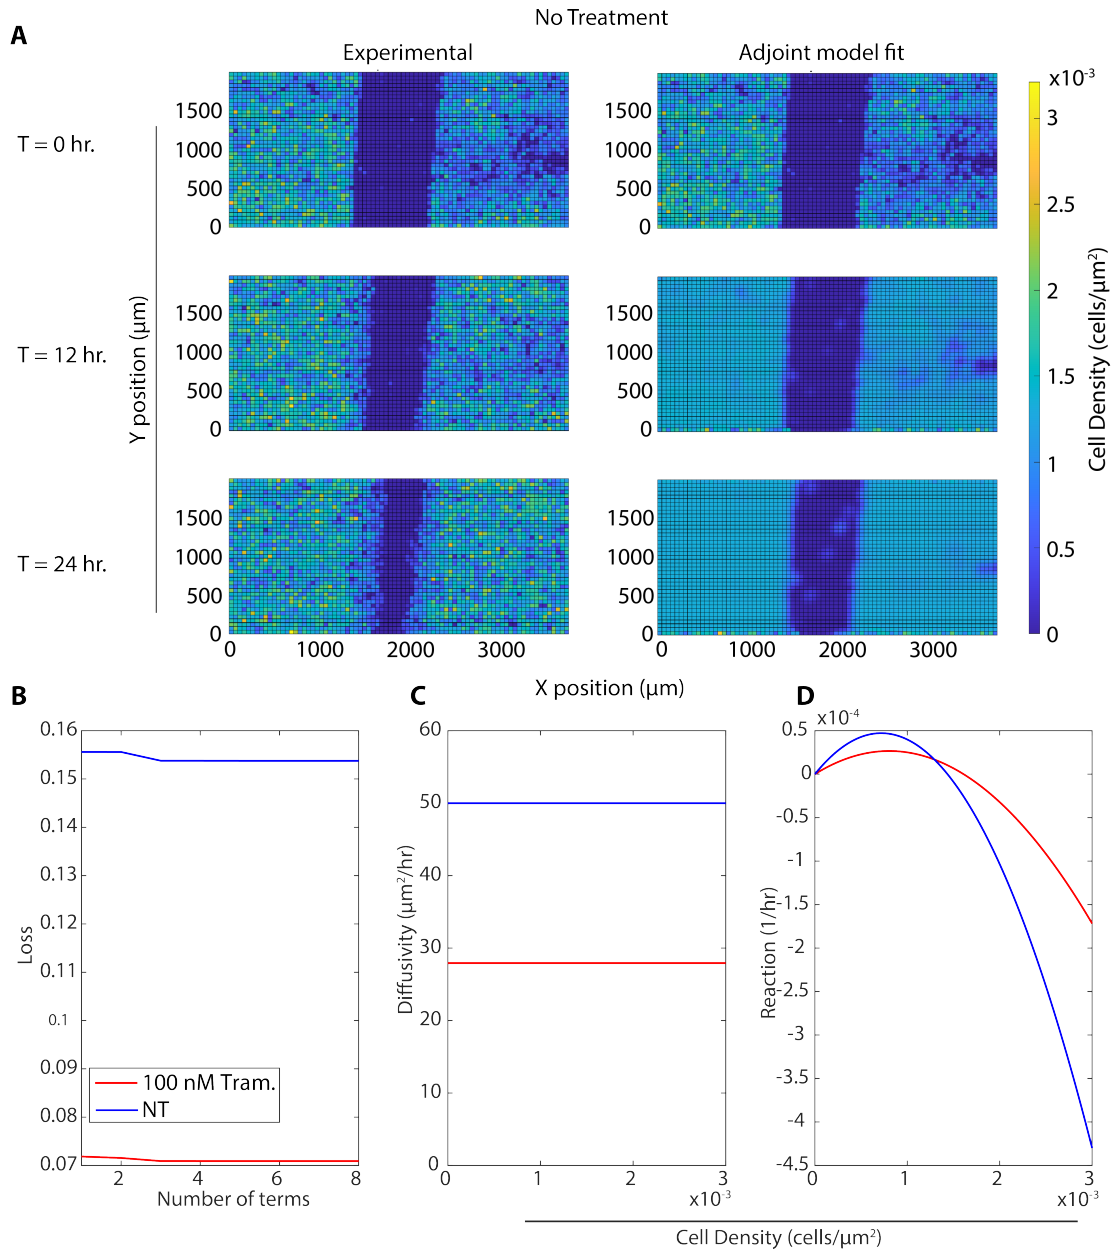 No Treatment
A
Experimental
Adjoint model fit
x10⁻³
T = 0 hr.
1500
1000
500
0
1500
1000
500
0
3
2.5
2
1.5
1
0.5
0
Cell Density (cells/µm²)
Y position (µm)
T = 12 hr.
1500
1000
500
0
1500
1000
500
0
T = 24 hr.
1500
1000
500
0
1500
1000
500
0
0 1000 2000 3000
0 1000 2000 3000
X position (µm)
B
0.16
0.15
0.14
0.13
0.12
0.11
0.1
0.09
0.08
0.07
Loss
100 nM Tram.
NT
2 4 6 8
Number of terms
C
60
50
40
30
20
10
0
Diffusivity (µm²/hr)
0 1 2 3
x10⁻³
D
x10⁻⁴
0.5
0
-0.5
-1
-1.5
-2
-2.5
-3
-3.5
-4
-4.5
Reaction (1/hr)
0 1 2 3
x10⁻³
Cell Density (cells/µm²)